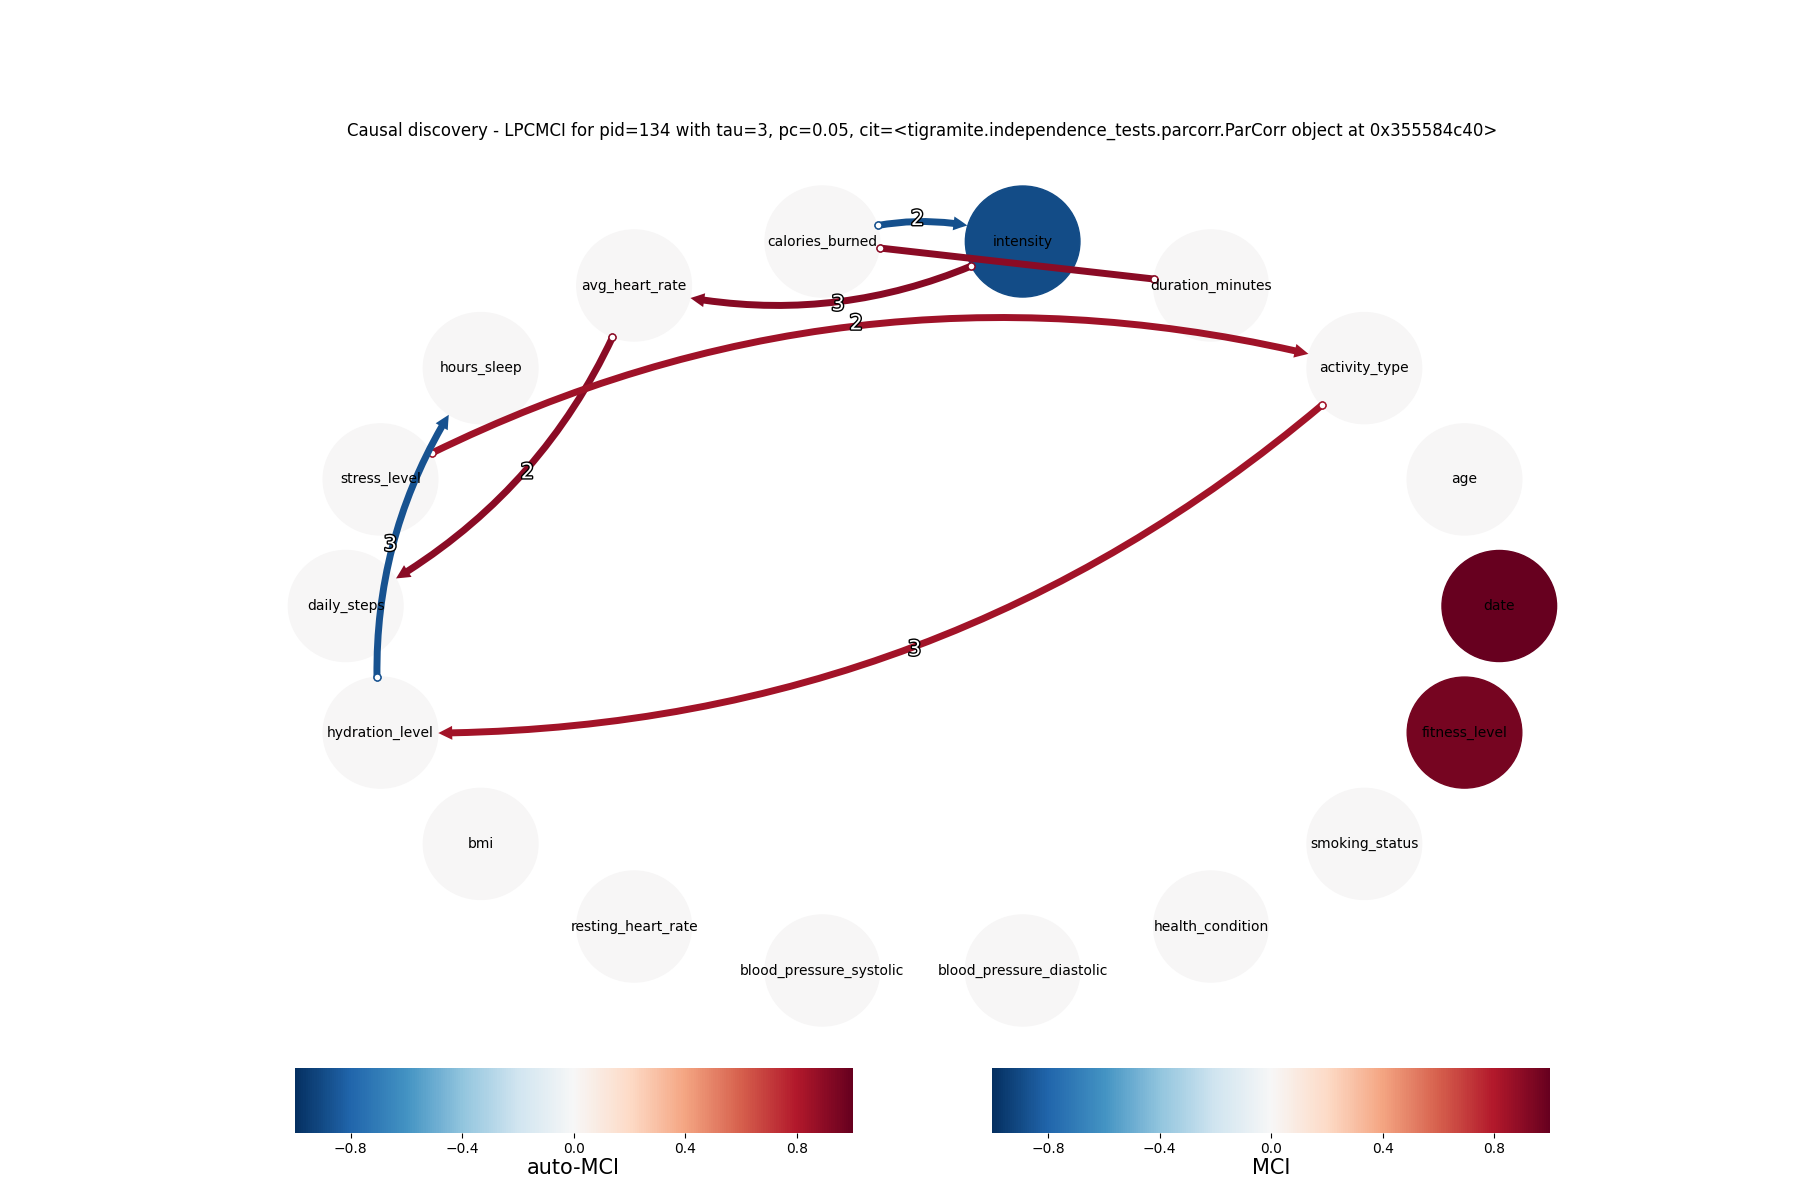 Causal discovery - LPCMCI for pid=134 with tau=3, pc=0.05, cit=<tigramite.independence_tests.parcorr.ParCorr object at 0x355584c40>
2
calories_burned
intensity
avg_heart_rate
duration_minutes
3
2
hours_sleep
activity_type
2
stress_level
age
3
daily_steps
date
3
hydration_level
fitness_level
bmi
smoking_status
resting_heart_rate
health_condition
blood_pressure_systolic
blood_pressure_diastolic
−0.8 −0.4 0.0 0.4 0.8
auto-MCI
−0.8 −0.4 0.0 0.4 0.8
MCI